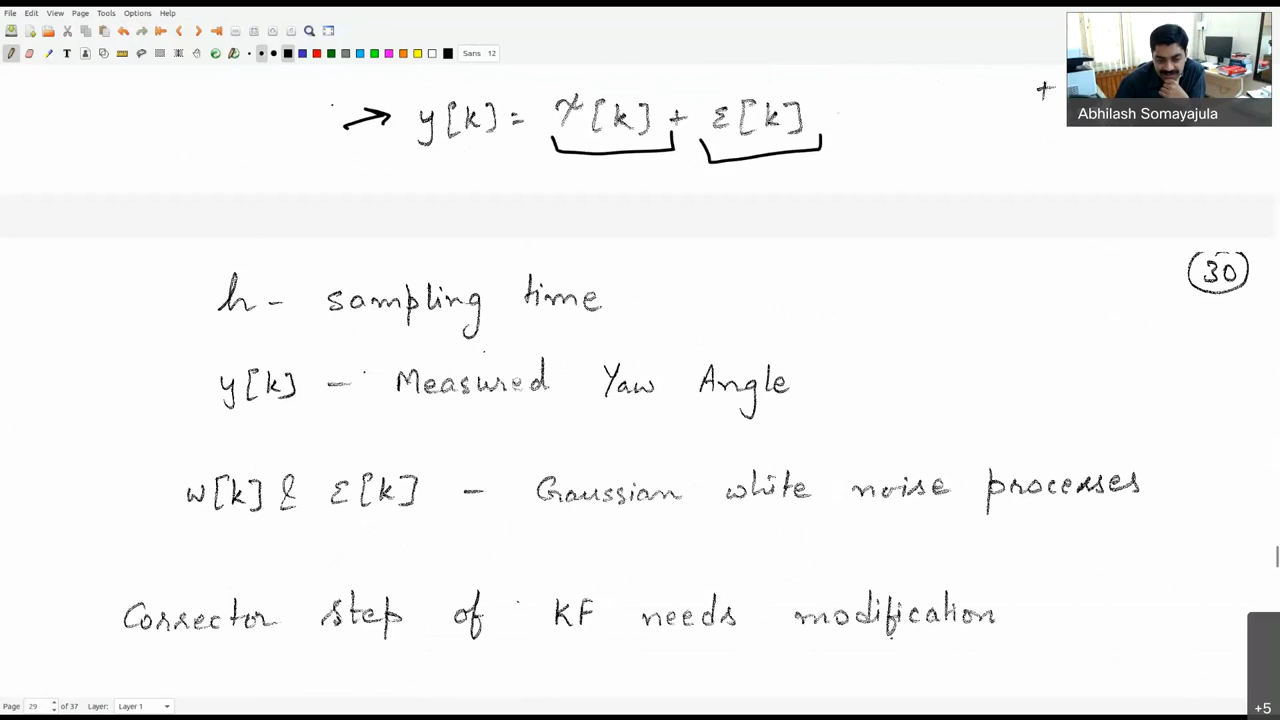 File Edit View Page Tools Options Help
Sans 12
y[k] = ψ[k] + ε[k]
+
Abhilash Somayajula
30
h - sampling time
y[k] - Measured Yaw Angle
w[k] & ε[k] - Gaussian white noise processes
Corrector step of KF needs modification
Page 29 of 37 Layer: Layer 1
+5